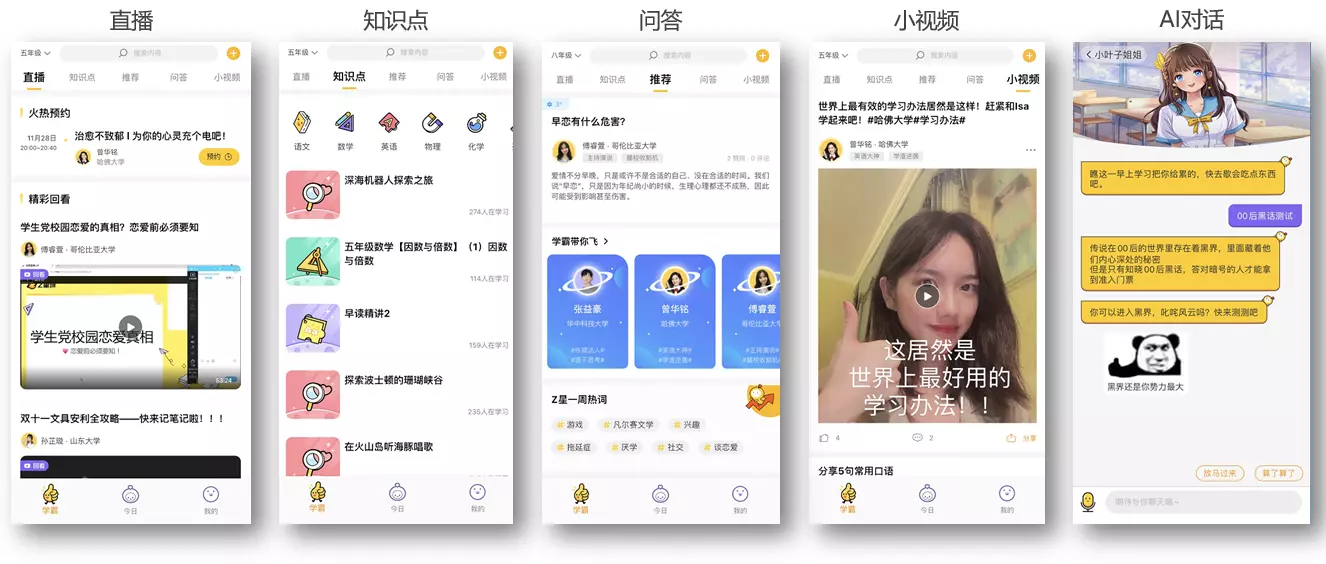 直播
知识点
问答
小视频
AI对话
五年级
搜索内容
直播
知识点
推荐
问答
小视频
火热预约
11月28日
20:00~20:40
治愈不致郁 I 为你的心灵充个电吧！
曾华铭
哈佛大学
预约
精彩回看
学生党校园恋爱的真相？恋爱前必须要知
傅睿萱 · 哥伦比亚大学
回看
学生党校园恋爱真相
恋爱前必须要知！
53:24
双十一文具安利全攻略——快来记笔记啦！！！
孙芷璇 · 山东大学
回看
学霸
今日
我的
五年级
搜索内容
直播
知识点
推荐
问答
小视频
语文
数学
英语
物理
化学
深海机器人探索之旅
274人在学习
五年级数学【因数与倍数】（1）因数
与倍数
114人在学习
早读精讲2
159人在学习
探索波士顿的珊瑚峡谷
235人在学习
在火山岛听海豚唱歌
学霸
今日
我的
八年级
搜索内容
直播
知识点
推荐
问答
小视频
3°
早恋有什么危害？
傅睿萱 · 哥伦比亚大学
主持演说
藤校收割机
2 赞同 · 0 评论
爱情不分早晚，只是或许不是合适的自己、没在合适的时间。我们
说“早恋”，只是因为年纪尚小的时候，生理心理都还不成熟，因此
可能受到影响甚至伤害。
学霸带你飞
张益豪
华中科技大学
曾华铭
哈佛大学
#英语大神#
#学渣逆袭#
傅睿萱
哥伦比亚大
#主持演说#
#藤校收割机
Z星一周热词
# 游戏
# 凡尔赛文学
# 兴趣
# 拖延症
# 厌学
# 社交
# 谈恋爱
学霸
今日
我的
五年级
搜索内容
直播
知识点
推荐
问答
小视频
世界上最有效的学习办法居然是这样！赶紧和Isa
学起来吧！#哈佛大学#学习办法#
曾华铭 · 哈佛大学
英语大神
学渣逆袭
这居然是
世界上最好用的
学习办法！！
4
2
分享
分享5句常用口语
学霸
今日
我的
小叶子姐姐
瞧这一早上学习把你给累的，快去歇会吃点东西
吧。
00后黑话测试
传说在00后的世界里存在着黑界，里面藏着他
们内心深处的秘密
但是只有知晓00后黑话，答对暗号的人才能拿
到准入门票
你可以进入黑界，叱咤风云吗？快来测测吧
黑界还是你势力最大
放马过来
算了算了
期待与你聊天哦~